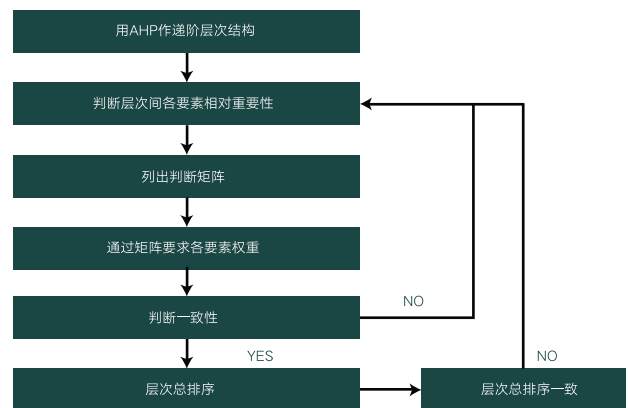 用AHP作递阶层次结构
判断层次间各要素相对重要性
列出判断矩阵
通过矩阵要求各要素权重
判断一致性
NO
YES
NO
层次总排序
层次总排序一致